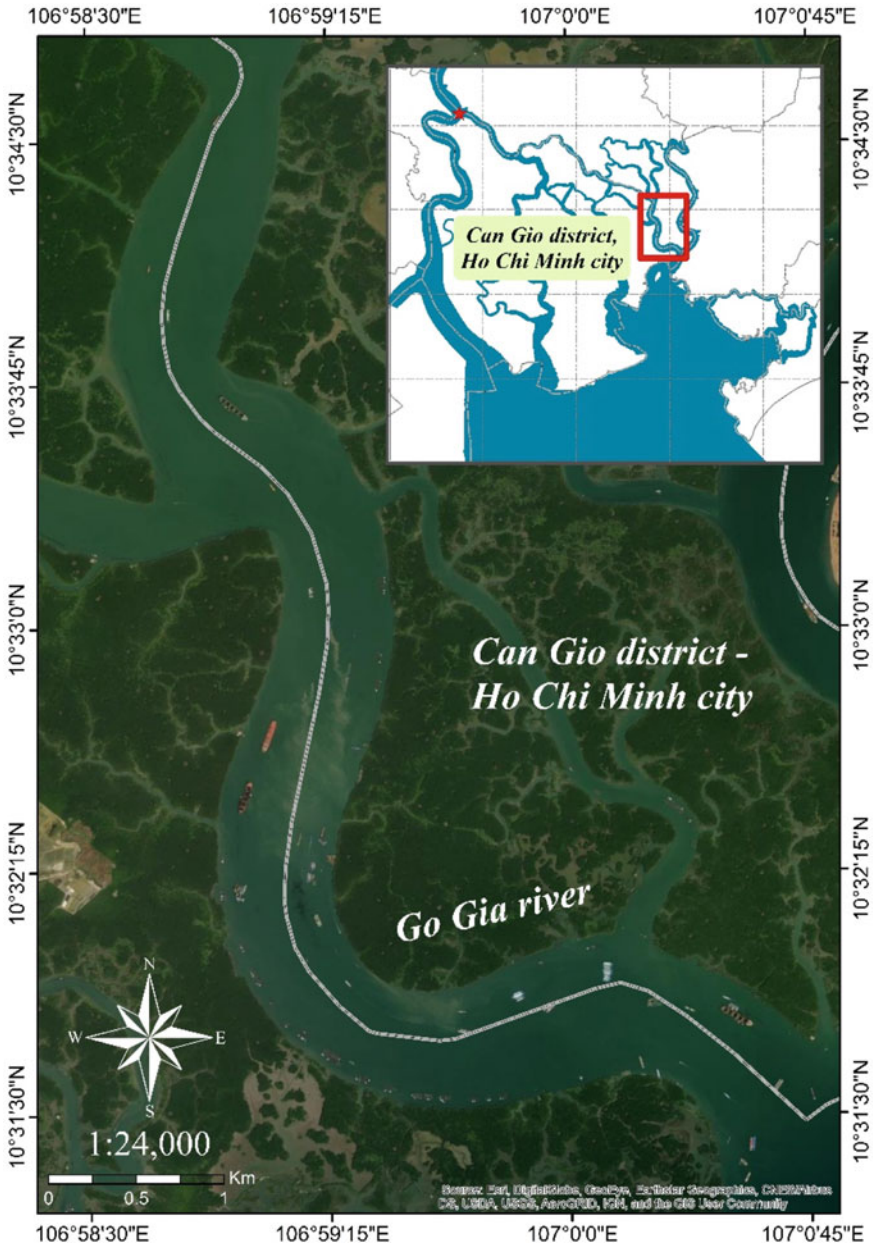 106°58'30"E 106°59'15"E 107°0'0"E 107°0'45"E
10°34'30"N
10°34'30"N
Can Gio district,
Ho Chi Minh city
10°33'45"N
10°33'45"N
10°33'0"N
10°33'0"N
Can Gio district -
Ho Chi Minh city
10°32'15"N
10°32'15"N
Go Gia river
N
W E
S
10°31'30"N
10°31'30"N
1:24,000
Km
0 0.5 1
Source: Esri, DigitalGlobe, GeoEye, Earthstar Geographics, CNES/Airbus
DS, USDA, USGS, AeroGRID, IGN, and the GIS User Community
106°58'30"E 106°59'15"E 107°0'0"E 107°0'45"E